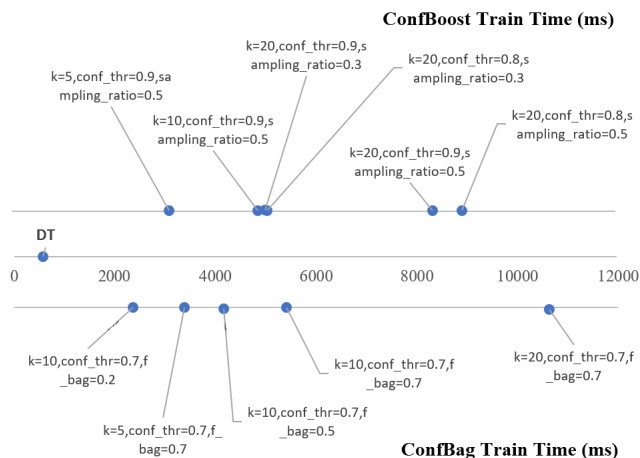 ConfBoost Train Time (ms)
k=20,conf_thr=0.9,s
ampling_ratio=0.3
k=20,conf_thr=0.8,s
ampling_ratio=0.3
k=5,conf_thr=0.9,sa
mpling_ratio=0.5
k=10,conf_thr=0.9,s
ampling_ratio=0.5
k=20,conf_thr=0.8,s
ampling_ratio=0.5
k=20,conf_thr=0.9,s
ampling_ratio=0.5
DT
0 2000 4000 6000 8000 10000 12000
k=10,conf_thr=0.7,f
_bag=0.2
k=10,conf_thr=0.7,f
_bag=0.7
k=20,conf_thr=0.7,f
_bag=0.7
k=5,conf_thr=0.7,f_
bag=0.7
k=10,conf_thr=0.7,f
_bag=0.5
ConfBag Train Time (ms)